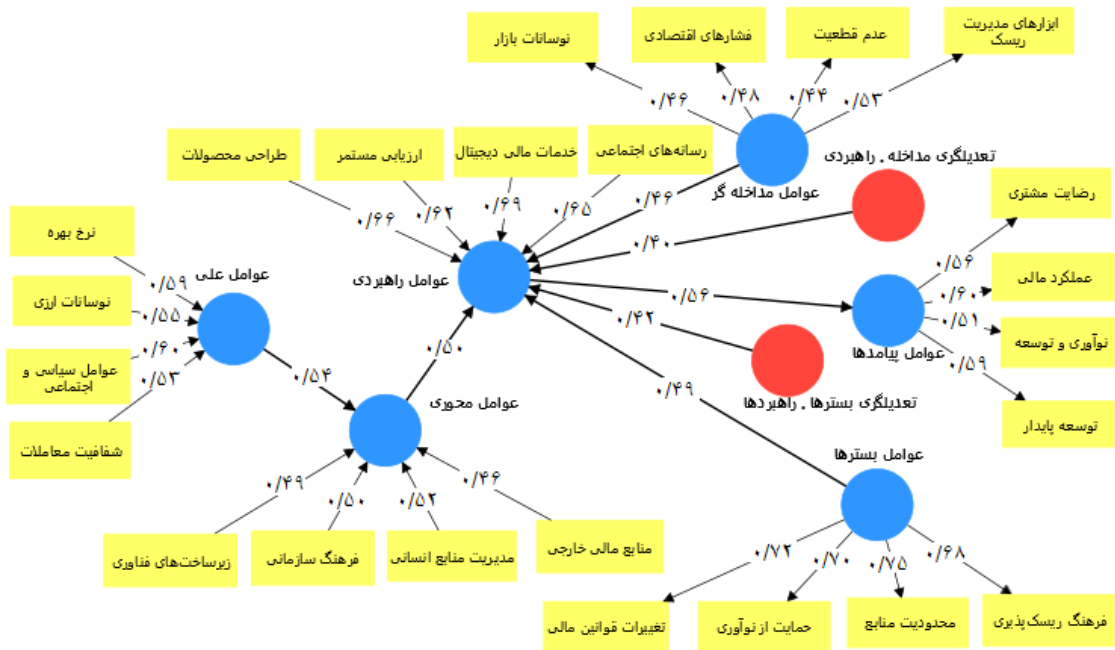 نوسانات بازار
فشارهای اقتصادی
عدم قطعیت
ابزارهای مدیریت
ریسک
۰/۴۶
۰/۴۸
۰/۴۴
۰/۵۳
طراحی محصولات
ارزیابی مستمر
خدمات مالی دیجیتال
رسانه‌های اجتماعی
تعدیلگری مداخله . راهبردی
عوامل مداخله گر
رضایت مشتری
۰/۶۶
۰/۶۲
۰/۶۹
۰/۶۵
۰/۴۶
۰/۴۰
نرخ بهره
عوامل علی
عوامل راهبردی
۰/۵۶
عملکرد مالی
۰/۵۹
نوسانات ارزی
۰/۵۵
۰/۵۶
۰/۶۰
۰/۵۱
نوآوری و توسعه
۰/۴۲
عوامل پیامدها
۰/۵۹
۰/۶۰
عوامل سیاسی و
اجتماعی
۰/۵۳
۰/۵۰
۰/۵۴
عوامل محوری
۰/۴۹
تعدیلگری بسترها . راهبردها
توسعه پایدار
شفافیت معاملات
عوامل بسترها
۰/۴۹
۰/۵۰
۰/۵۲
۰/۴۶
زیرساخت‌های فناوری
فرهنگ سازمانی
مدیریت منابع انسانی
منابع مالی خارجی
۰/۷۲
۰/۷۰
۰/۷۵
۰/۶۸
تغییرات قوانین مالی
حمایت از نوآوری
محدودیت منابع
فرهنگ ریسک‌پذیری